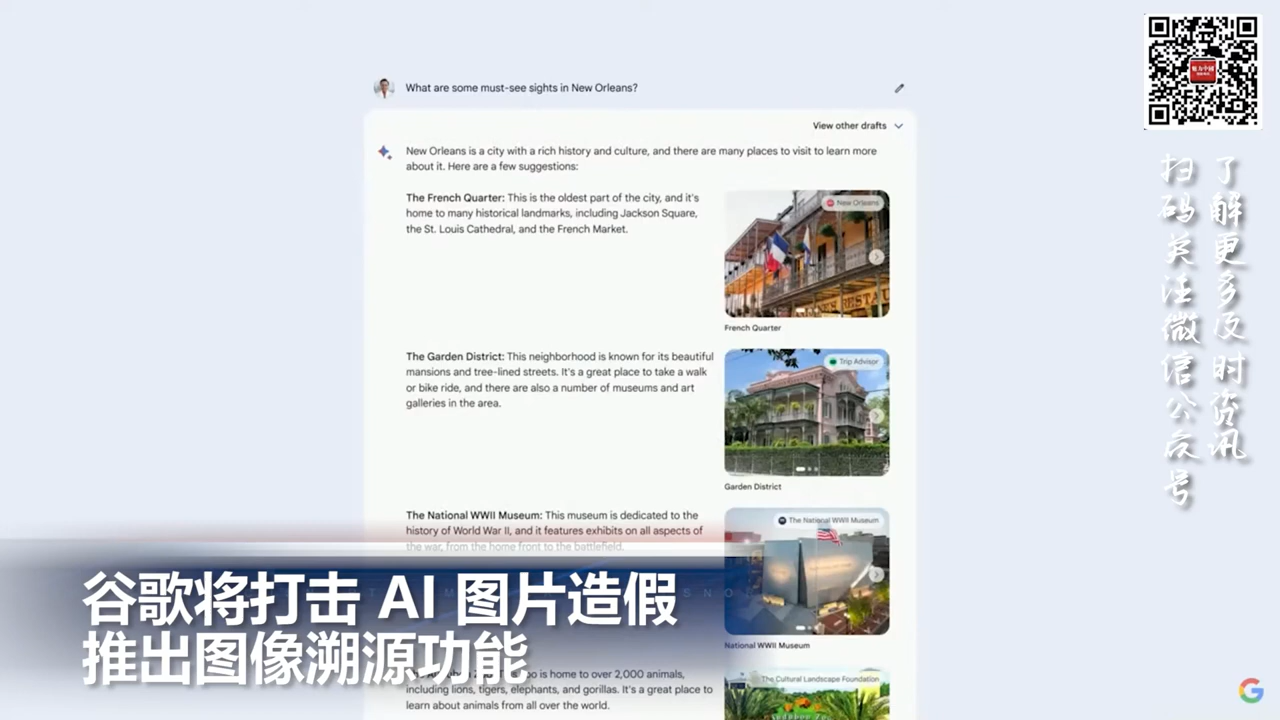 What are some must-see sights in New Orleans?
View other drafts
New Orleans is a city with a rich history and culture, and there are many places to visit to learn more
about it. Here are a few suggestions:
The French Quarter: This is the oldest part of the city, and it's
home to many historical landmarks, including Jackson Square,
the St. Louis Cathedral, and the French Market.
New Orleans
French Quarter
The Garden District: This neighborhood is known for its beautiful
mansions and tree-lined streets. It's a great place to take a walk
or bike ride, and there are also a number of museums and art
galleries in the area.
Trip Advisor
Garden District
The National WWII Museum: This museum is dedicated to the
history of World War II, and it features exhibits on all aspects of
the war, from the home front to the battlefield.
The National WWII Museum
National WWII Museum
is home to over 2,000 animals,
including lions, tigers, elephants, and gorillas. It's a great place to
learn about animals from all over the world.
The Cultural Landscape Foundation
谷歌将打击 AI 图片造假
推出图像溯源功能
了解更多及时资讯
扫码关注微信公众号